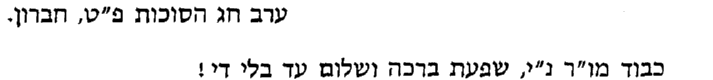 ערב חג הסוכות פ"ט, חברון.
כבוד מו"ר נ"י, שפעת ברכה ושלום עד בלי די!